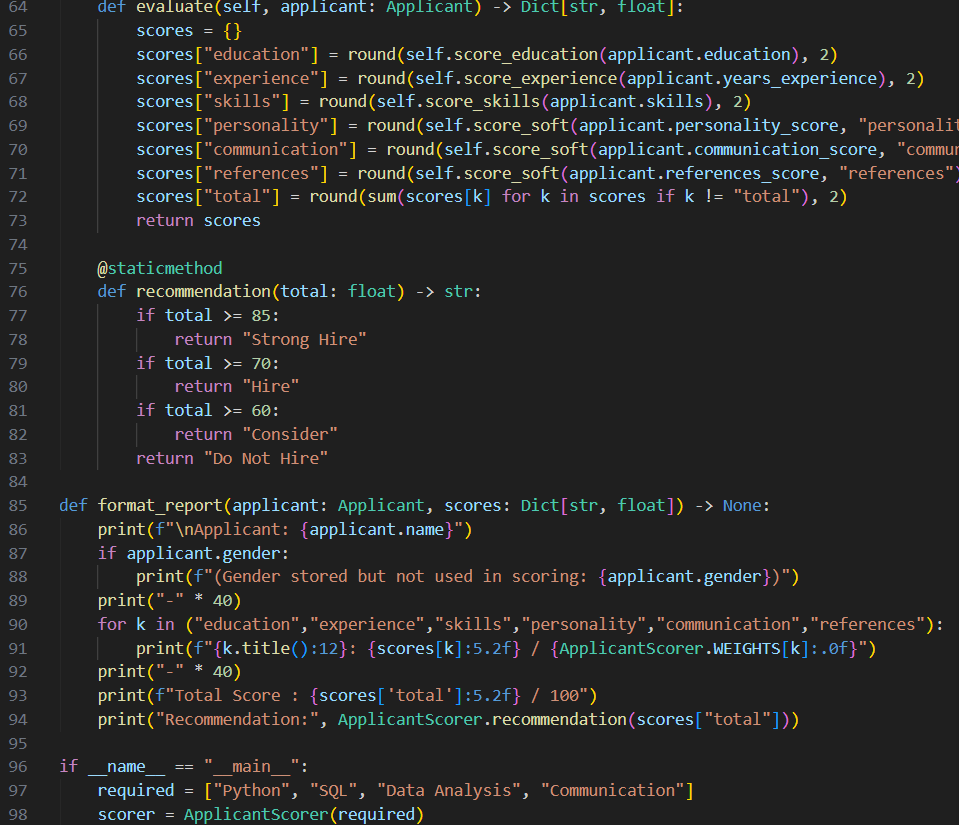 64 def evaluate(self, applicant: Applicant) -> Dict[str, float]:
65 scores = {}
66 scores["education"] = round(self.score_education(applicant.education), 2)
67 scores["experience"] = round(self.score_experience(applicant.years_experience), 2)
68 scores["skills"] = round(self.score_skills(applicant.skills), 2)
69 scores["personality"] = round(self.score_soft(applicant.personality_score, "personalit
70 scores["communication"] = round(self.score_soft(applicant.communication_score, "commun
71 scores["references"] = round(self.score_soft(applicant.references_score, "references")
72 scores["total"] = round(sum(scores[k] for k in scores if k != "total"), 2)
73 return scores
74
75 @staticmethod
76 def recommendation(total: float) -> str:
77 if total >= 85:
78 return "Strong Hire"
79 if total >= 70:
80 return "Hire"
81 if total >= 60:
82 return "Consider"
83 return "Do Not Hire"
84
85 def format_report(applicant: Applicant, scores: Dict[str, float]) -> None:
86 print(f"\nApplicant: {applicant.name}")
87 if applicant.gender:
88 print(f"(Gender stored but not used in scoring: {applicant.gender})")
89 print("-" * 40)
90 for k in ("education","experience","skills","personality","communication","references"):
91 print(f"{k.title():12}: {scores[k]:5.2f} / {ApplicantScorer.WEIGHTS[k]:.0f}")
92 print("-" * 40)
93 print(f"Total Score : {scores['total']:5.2f} / 100")
94 print("Recommendation:", ApplicantScorer.recommendation(scores["total"]))
95
96 if __name__ == "__main__":
97 required = ["Python", "SQL", "Data Analysis", "Communication"]
98 scorer = ApplicantScorer(required)